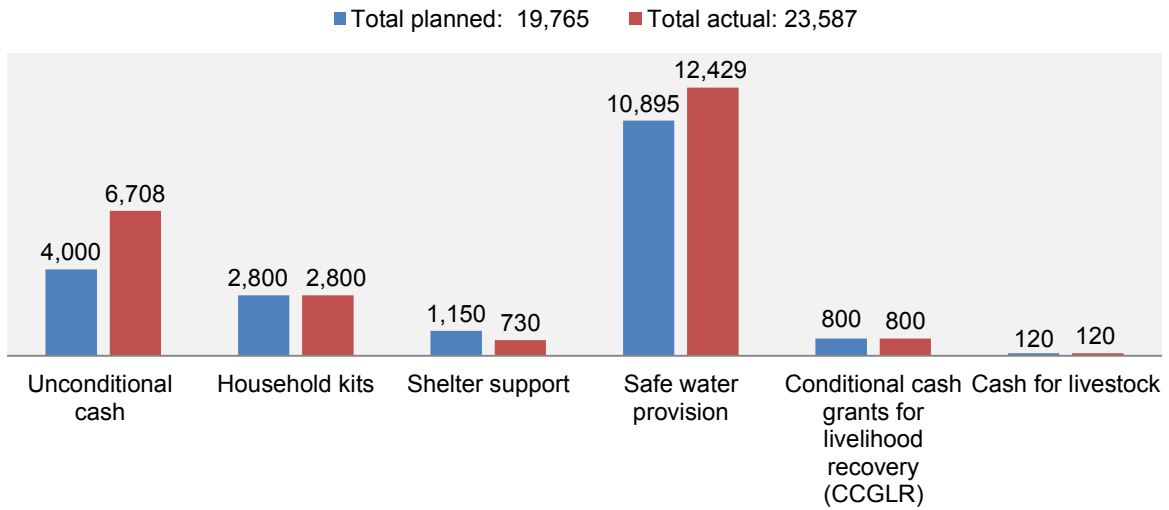 Total planned: 19,765 Total actual: 23,587
12,429
10,895
6,708
4,000
2,800 2,800
1,150 730
800 800
120 120
Unconditional cash
Household kits
Shelter support
Safe water provision
Conditional cash grants for livelihood recovery (CCGLR)
Cash for livestock